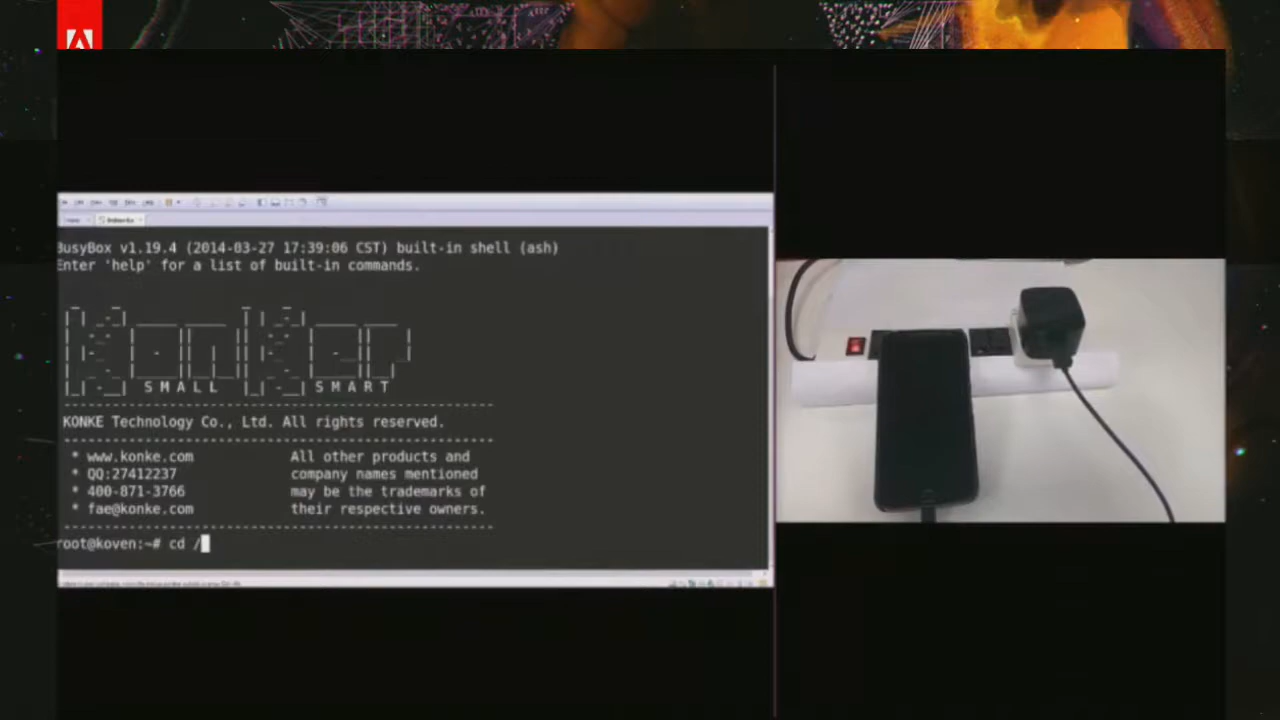 BusyBox v1.19.4 (2014-03-27 17:39:06 CST) built-in shell (ash)
Enter 'help' for a list of built-in commands.
SMALL SMART
KONKE Technology Co., Ltd. All rights reserved.
* www.konke.com All other products and
* QQ:27412237 company names mentioned
* 400-871-3766 may be the trademarks of
* fae@konke.com their respective owners.
root@koven:~# cd /